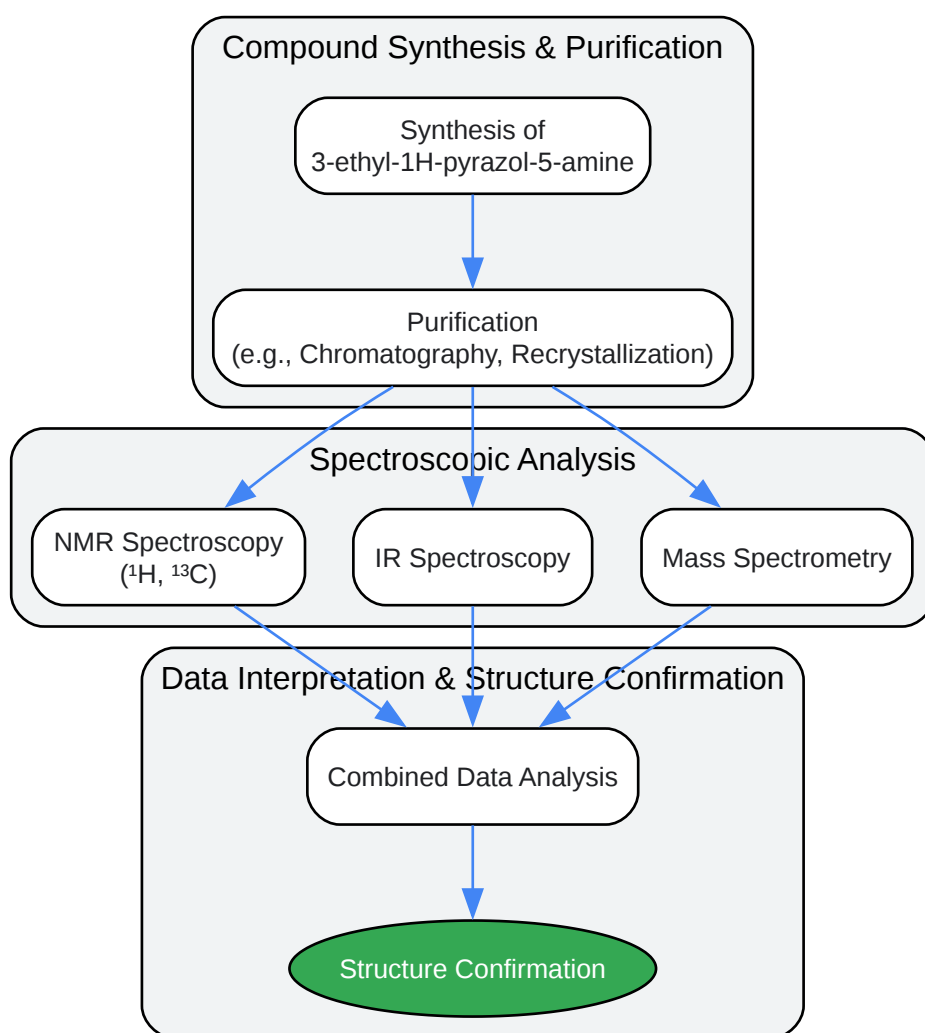 Compound Synthesis & Purification
Synthesis of
3-ethyl-1H-pyrazol-5-amine
Purification
(e.g., Chromatography, Recrystallization)
Spectroscopic Analysis
NMR Spectroscopy
(¹H, ¹³C)
IR Spectroscopy
Mass Spectrometry
Data Interpretation & Structure Confirmation
Combined Data Analysis
Structure Confirmation